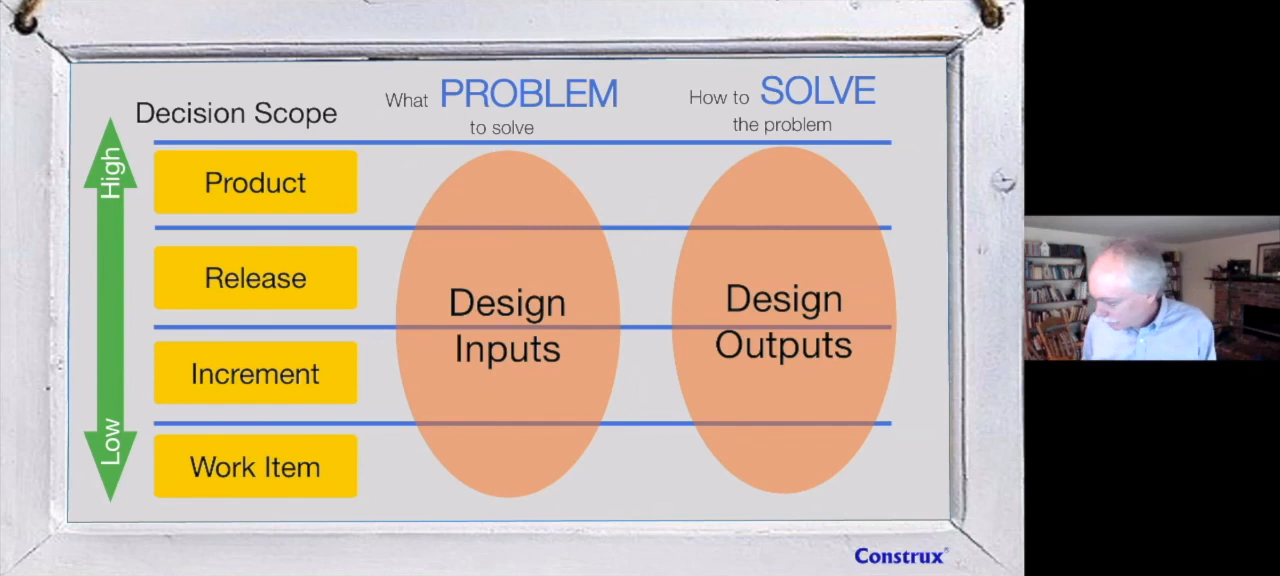 What PROBLEM
to solve
How to SOLVE
the problem
Decision Scope
High
Product
Release
Increment
Work Item
Low
Design
Inputs
Design
Outputs
Construx®